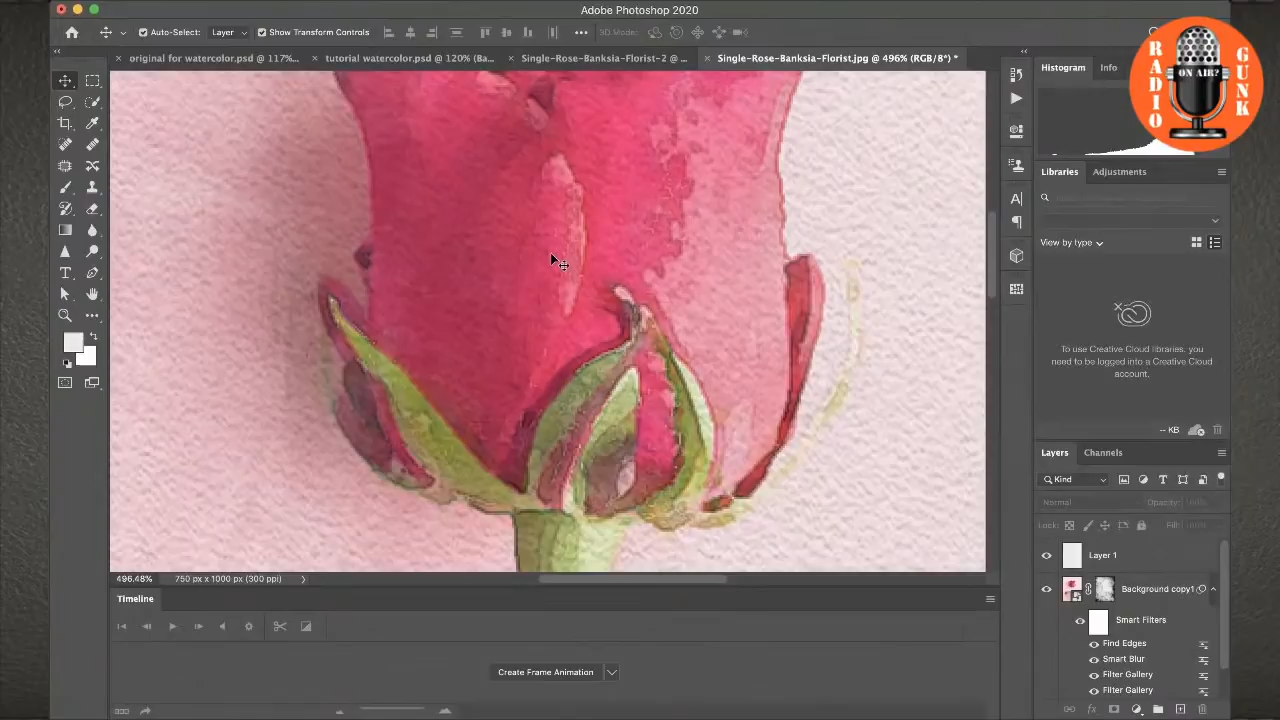 Adobe Photoshop 2020
Auto-Select: Layer Show Transform Controls 3D Mode:
original for watercolor.psd @ 117%... tutorial watercolor.psd @ 120% (Ba... Single-Rose-Banksia-Florist-2 @ ... Single-Rose-Banksia-Florist.jpg @ 496% (RGB/8*) *
RADIO
ON AIR?
GUNK
Histogram Info
Libraries Adjustments
View by type
To use Creative Cloud libraries, you
need to be logged into a Creative Cloud
account.
-- KB
Layers Channels
Kind
Normal Opacity:
Lock: Fill:
Layer 1
Background copy1
Smart Filters
Find Edges
Smart Blur
Filter Gallery
Filter Gallery
496.48% 750 px x 1000 px (300 ppi)
Timeline
Create Frame Animation